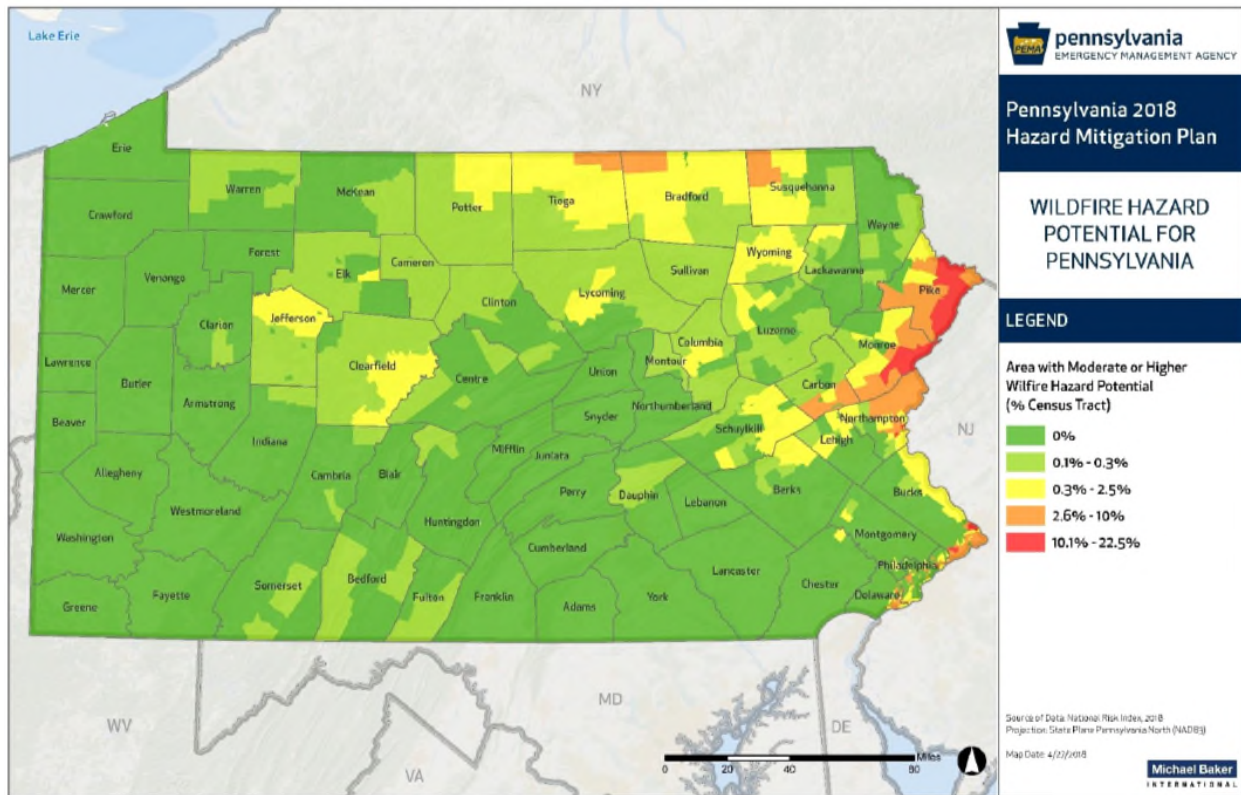 Lake Erie
NY
Erie
Warren
McKean
Potter
Tioga
Bradford
Susquehanna
Wayne
Crawford
Forest
Elk
Cameron
Sullivan
Wyoming
Lackawanna
Pike
Mercer
Venango
Clarion
Jefferson
Clinton
Lycoming
Columbia
Luzerne
Monroe
Lawrence
Butler
Clearfield
Centre
Union
Montour
Carbon
Beaver
Armstrong
Indiana
Snyder
Northumberland
Schuylkill
Northampton
Lehigh
NJ
Allegheny
Cambria
Blair
Mifflin
Juniata
Perry
Dauphin
Lebanon
Berks
Bucks
Westmoreland
Huntingdon
Montgomery
Washington
Cumberland
Lancaster
Philadelphia
Greene
Fayette
Somerset
Bedford
Fulton
Franklin
Adams
York
Chester
Delaware
WV
MD
DE
VA
Miles
0 20 40 80
PEMA
pennsylvania
EMERGENCY MANAGEMENT AGENCY
Pennsylvania 2018
Hazard Mitigation Plan
WILDFIRE HAZARD
POTENTIAL FOR
PENNSYLVANIA
LEGEND
Area with Moderate or Higher
Wilfire Hazard Potential
(% Census Tract)
0%
0.1% - 0.3%
0.3% - 2.5%
2.6% - 10%
10.1% - 22.5%
Source of Data: National Risk Index, 2018
Projection: State Plane Pennsylvania North (NAD83)
Map Date: 4/27/2018
Michael Baker
INTERNATIONAL